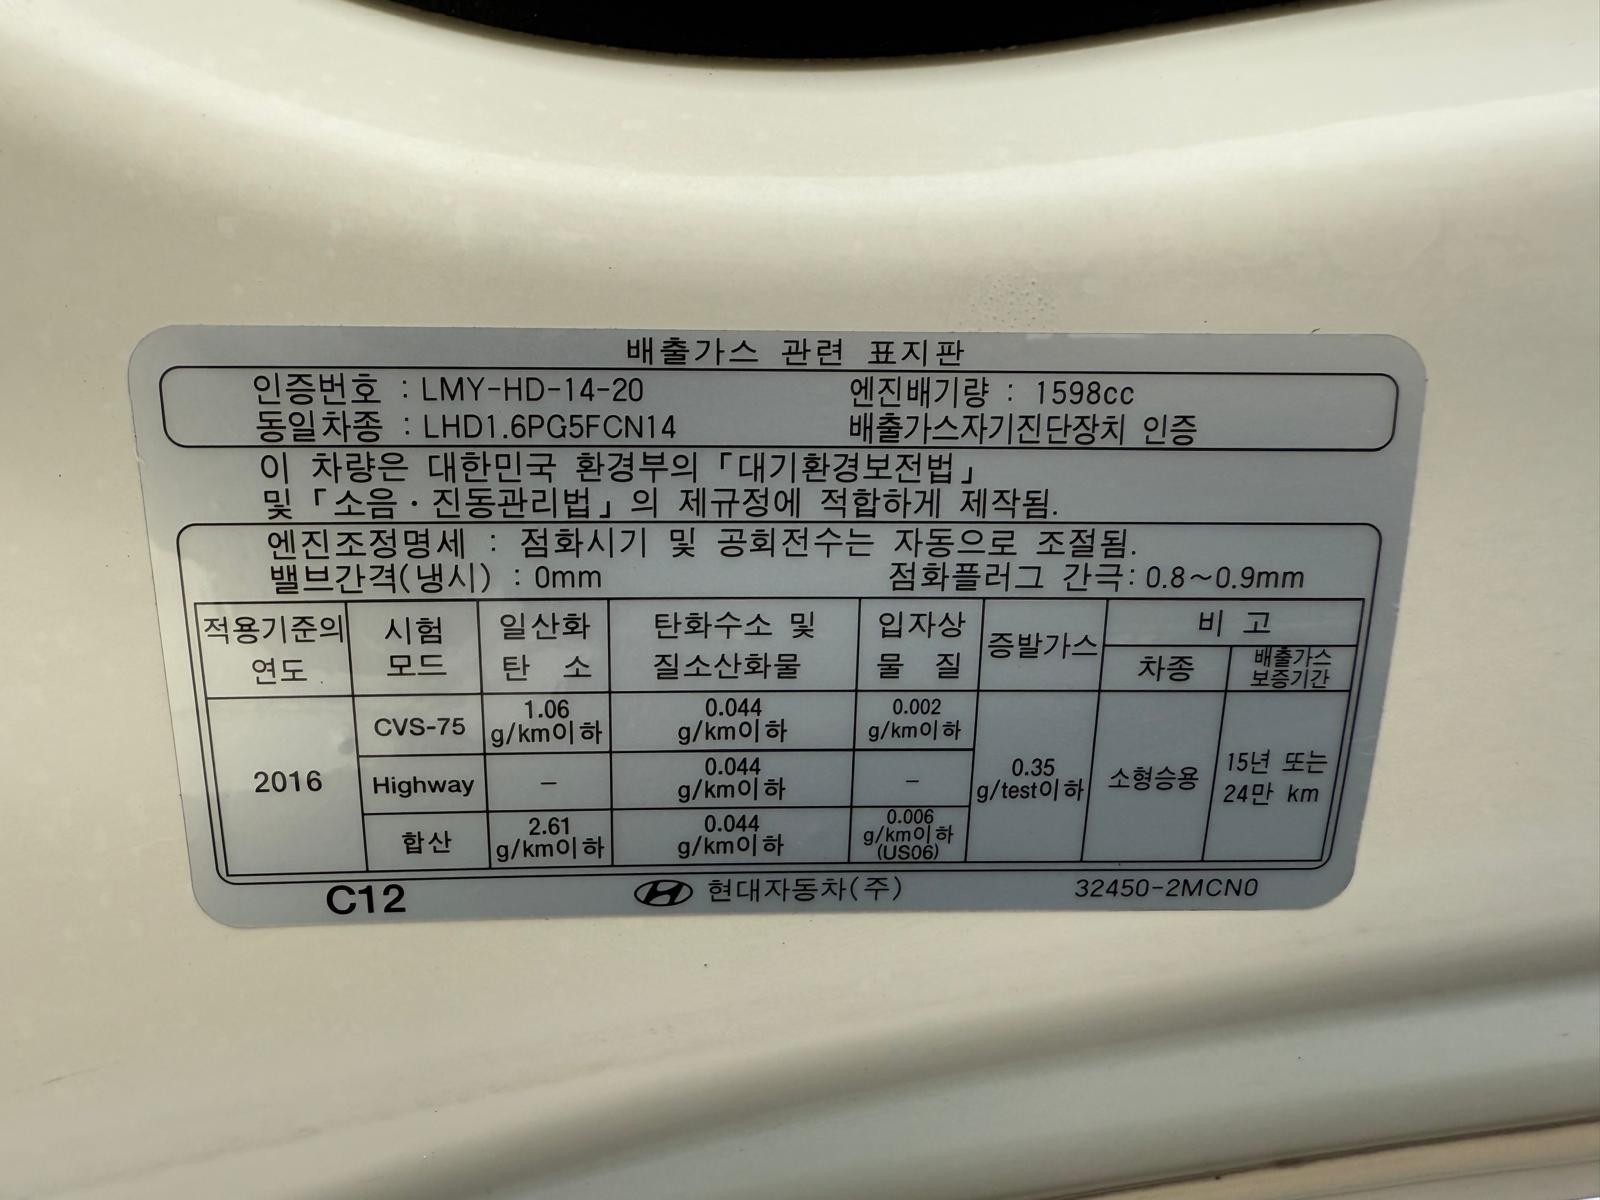 배출가스 관련 표지판
인증번호 : LMY-HD-14-20 엔진배기량 : 1598cc
동일차종 : LHD1.6PG5FCN14 배출가스자기진단장치 인증
이 차량은 대한민국 환경부의 「대기환경보전법」
및 「소음·진동관리법」의 제규정에 적합하게 제작됨.
엔진조정명세 : 점화시기 및 공회전수는 자동으로 조절됨.
밸브간격(냉시) : 0mm 점화플러그 간극: 0.8~0.9mm
적용기준의 연도 시험 모드 일산화 탄 소 탄화수소 및 질소산화물 입자상 물 질 증발가스 비 고
차종 배출가스 보증기간
2016 CVS-75 1.06 g/km이하 0.044 g/km이하 0.002 g/km이하 0.35 g/test이하 소형승용 15년 또는 24만 km
Highway - 0.044 g/km이하 -
합산 2.61 g/km이하 0.044 g/km이하 0.006 g/km이하 (US06)
C12 현대자동차(주) 32450-2MCN0